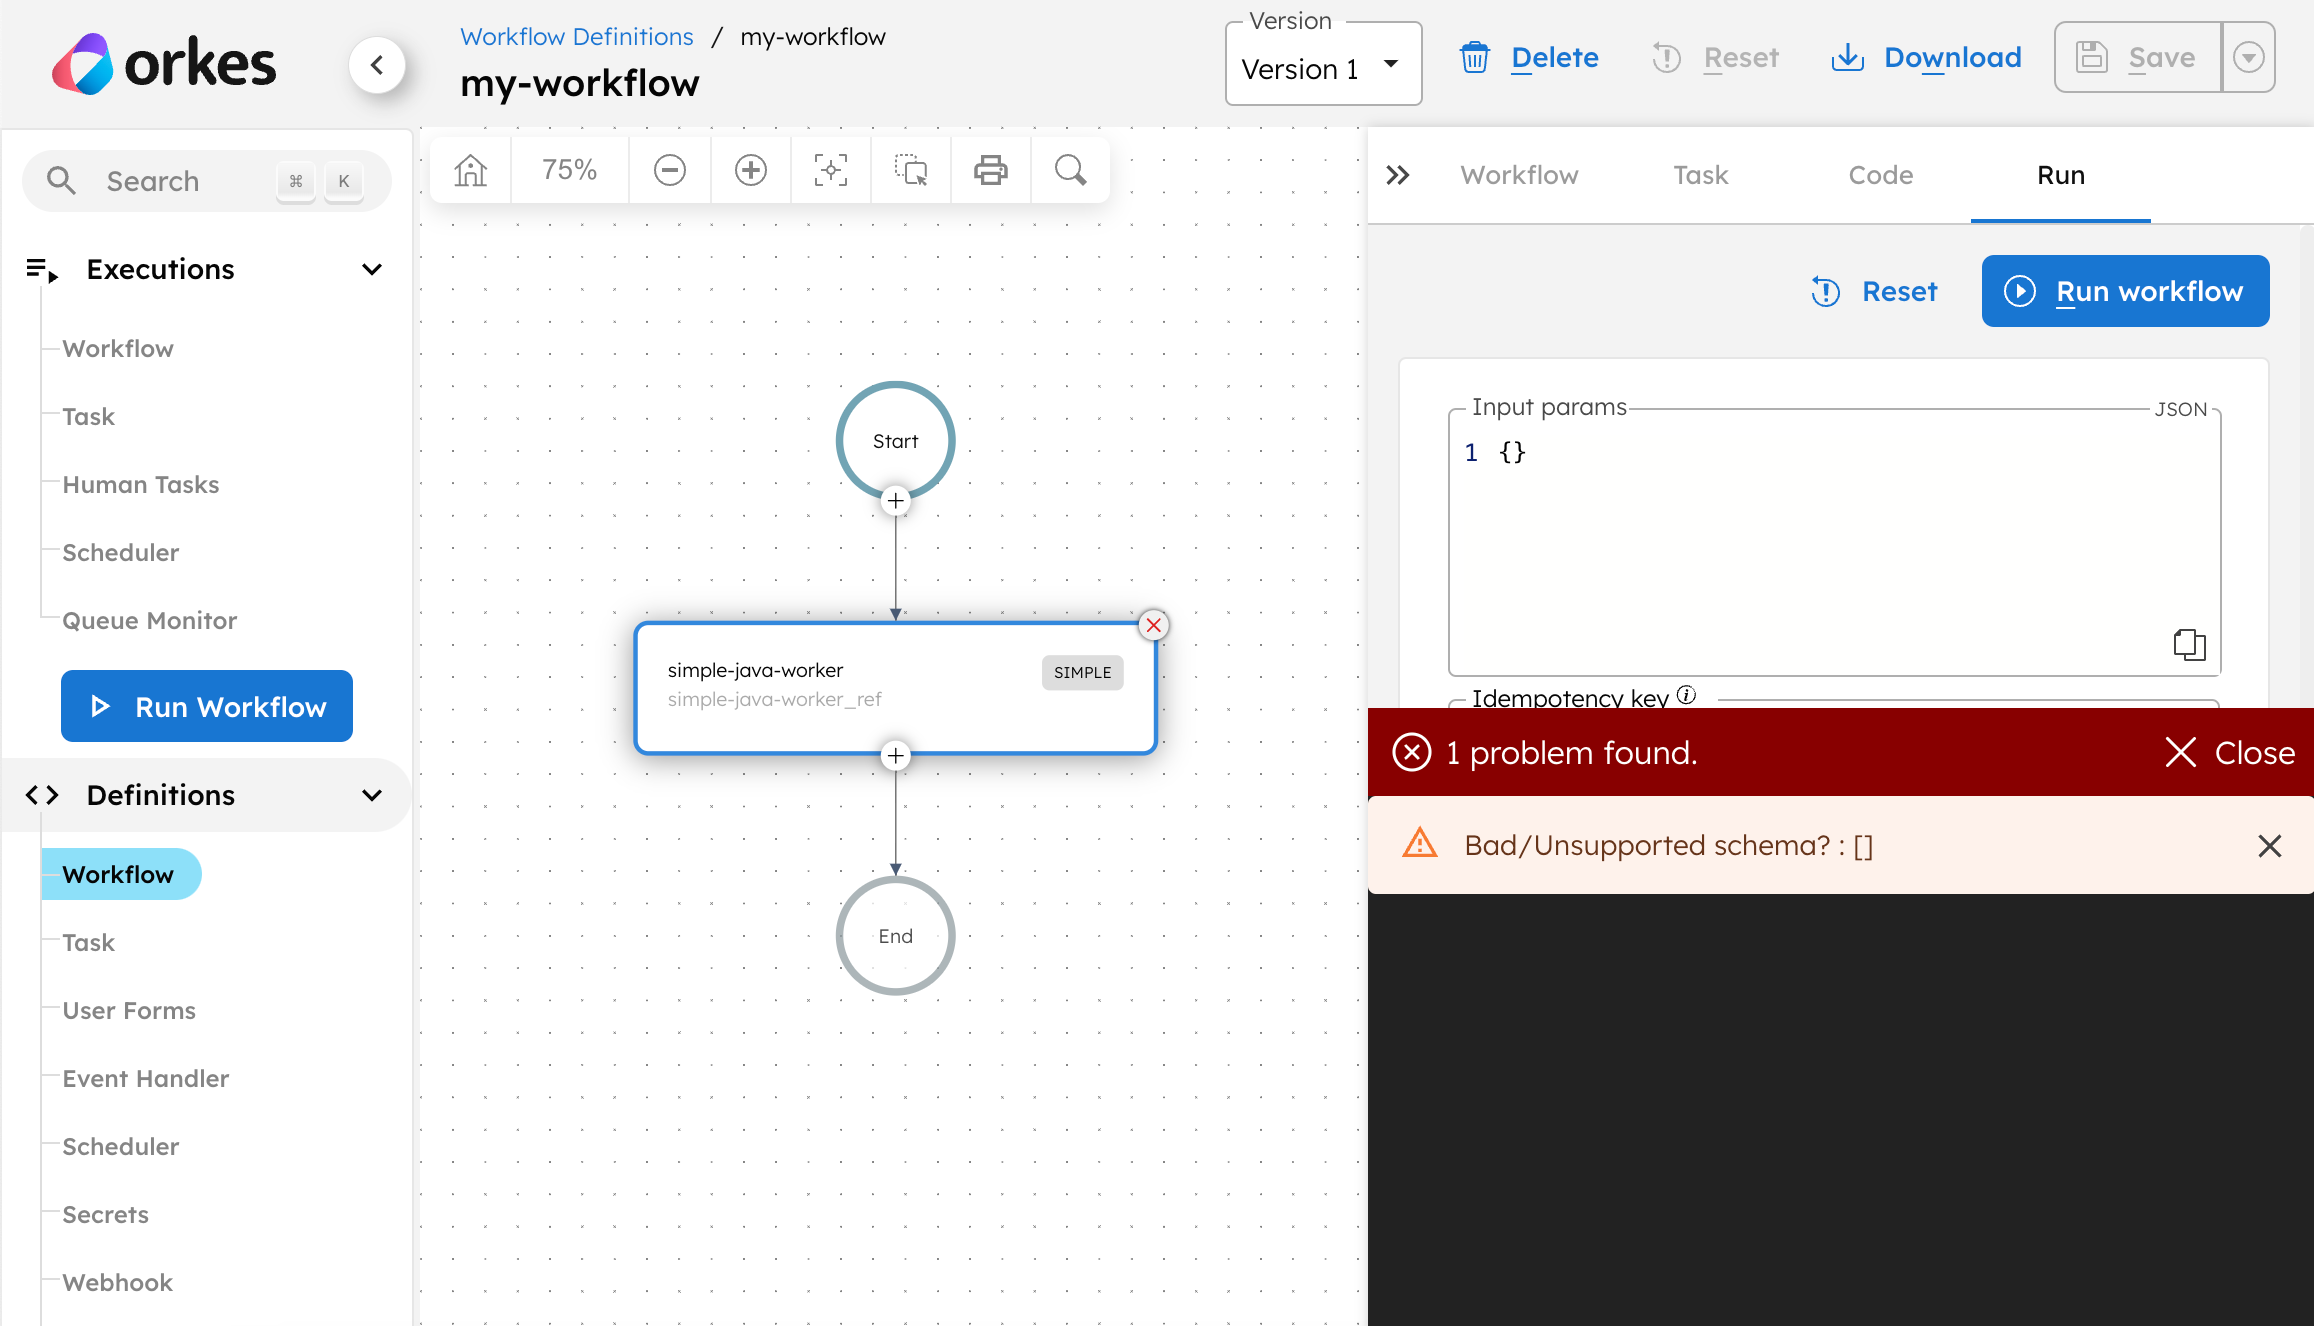 orkes
Workflow Definitions / my-workflow
my-workflow
Version
Version 1
Delete
Reset
Download
Save
Search
⌘ K
Executions
Workflow
Task
Human Tasks
Scheduler
Queue Monitor
Run Workflow
Definitions
Workflow
Task
User Forms
Event Handler
Scheduler
Secrets
Webhook
75%
Start
simple-java-worker
SIMPLE
simple-java-worker_ref
End
Workflow Task Code Run
Reset
Run workflow
Input params
JSON
1 {}
Idempotency key
1 problem found.
Close
Bad/Unsupported schema? : []